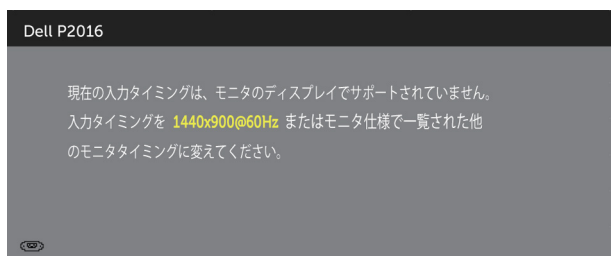 Dell P2016
現在の入力タイミングは、モニタのディスプレイでサポートされていません。
入力タイミングを 1440x900@60Hz またはモニタ仕様で一覧された他
のモニタタイミングに変えてください。